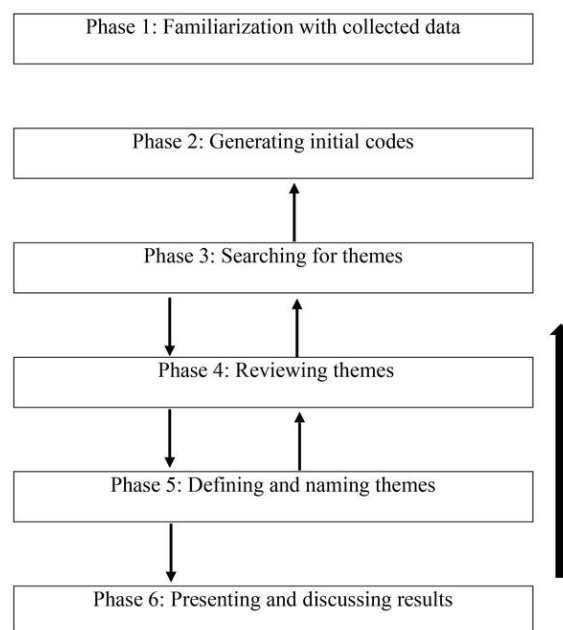 Phase 1: Familiarization with collected data
Phase 2: Generating initial codes
Phase 3: Searching for themes
Phase 4: Reviewing themes
Phase 5: Defining and naming themes
Phase 6: Presenting and discussing results